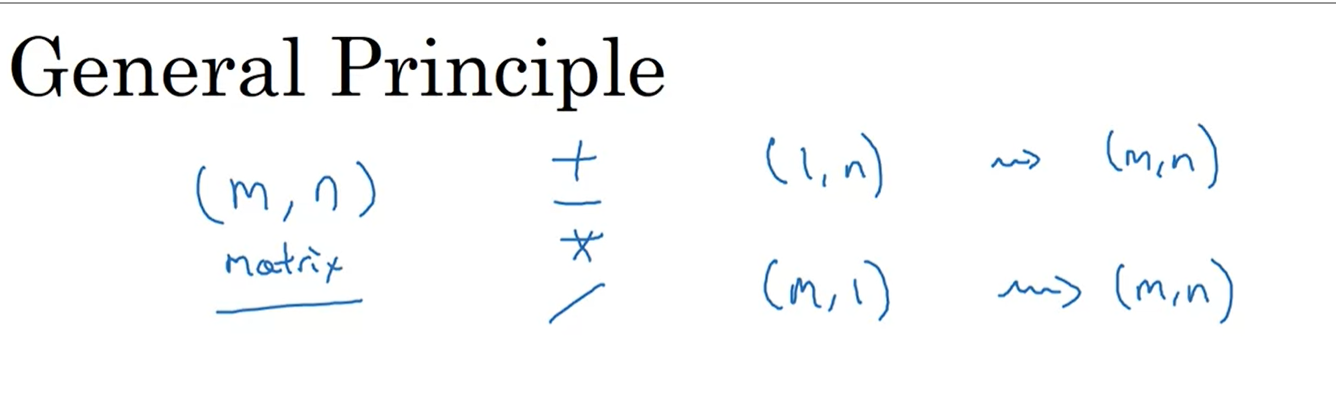 General Principle
(m, n) + (1, n) ⇝ (m, n)
matrix −
*
/ (m, 1) ⇝ (m, n)